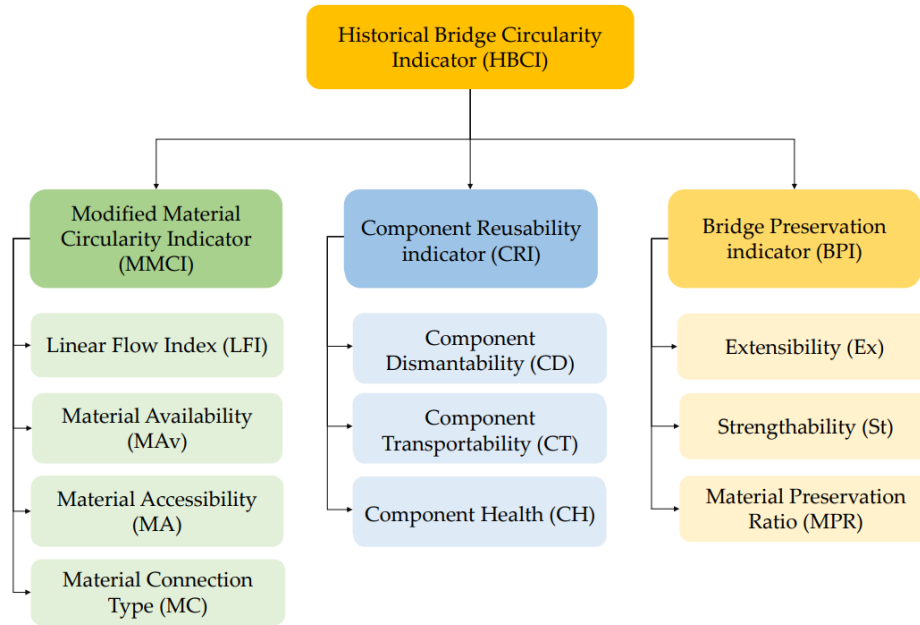 Historical Bridge Circularity
Indicator (HBCI)
Modified Material
Circularity Indicator
(MMCI)
Linear Flow Index (LFI)
Material Availability
(MAv)
Material Accessibility
(MA)
Material Connection
Type (MC)
Component Reusability
indicator (CRI)
Component
Dismantability (CD)
Component
Transportability (CT)
Component Health (CH)
Bridge Preservation
indicator (BPI)
Extensibility (Ex)
Strengthability (St)
Material Preservation
Ratio (MPR)